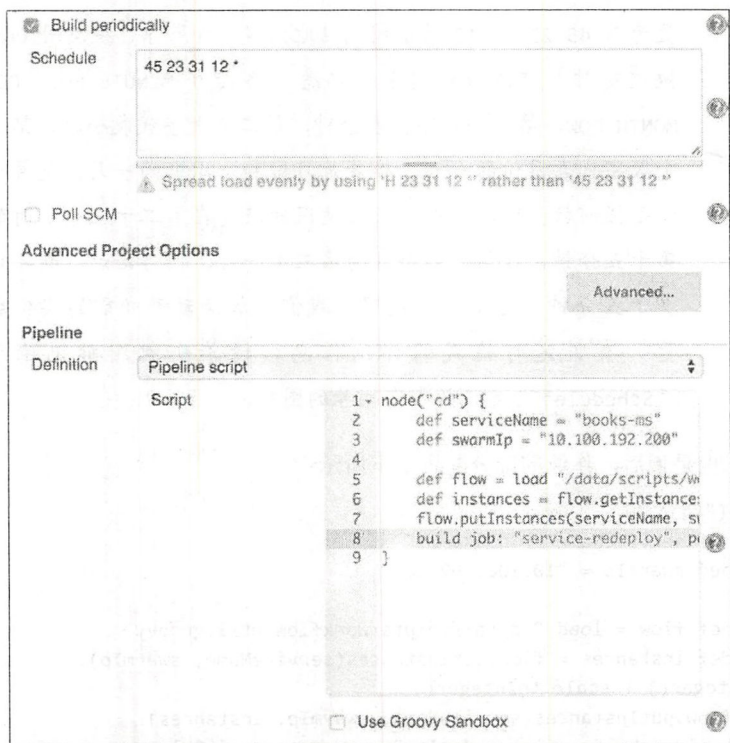 Build periodically
Schedule
45 23 31 12 *
Spread load evenly by using 'H 23 31 12 *' rather than '45 23 31 12 *'
Poll SCM
Advanced Project Options
Advanced...
Pipeline
Definition
Pipeline script
Script
1 node("cd") {
2 def serviceName = "books-ms"
3 def swarmIp = "10.100.192.200"
4
5 def flow = load "/data/scripts/w
6 def instances = flow.getInstance
7 flow.putInstances(serviceName, s
8 build job: "service-redeploy", p
9 }
Use Groovy Sandbox